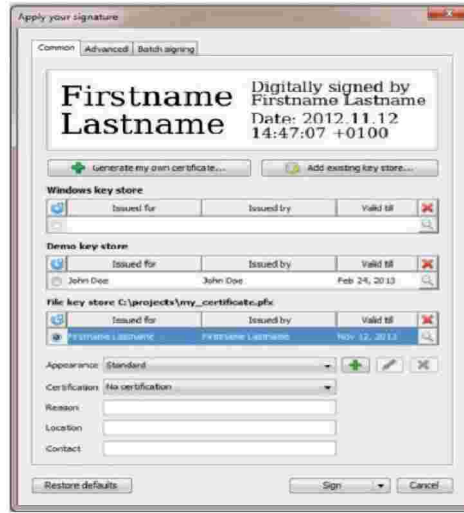 Apply your signature
Common Advanced Batch signing
Firstname
Lastname
Digitally signed by
Firstname Lastname
Date: 2012.11.12
14:47:07 +0100
Generate my own certificate... Add existing key store...
Windows key store
Issued for Issued by Valid till
Demo key store
Issued for Issued by Valid till
John Doe John Doe Feb 24, 2013
File key store C:\projects\my_certificate.pfx
Issued for Issued by Valid till
Firstname Lastname Firstname Lastname Nov 12, 2013
Appearance Standard
Certification No certification
Reason
Location
Contact
Restore defaults Sign Cancel